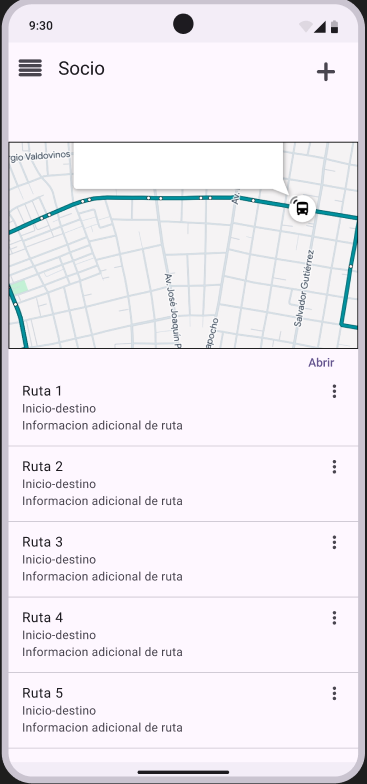 9:30
Socio
gio Valdovinos
Av.
Salvador Gutiérrez
Av. José Joaquín P
apocho
Abrir
Ruta 1
Inicio-destino
Informacion adicional de ruta
Ruta 2
Inicio-destino
Informacion adicional de ruta
Ruta 3
Inicio-destino
Informacion adicional de ruta
Ruta 4
Inicio-destino
Informacion adicional de ruta
Ruta 5
Inicio-destino
Informacion adicional de ruta